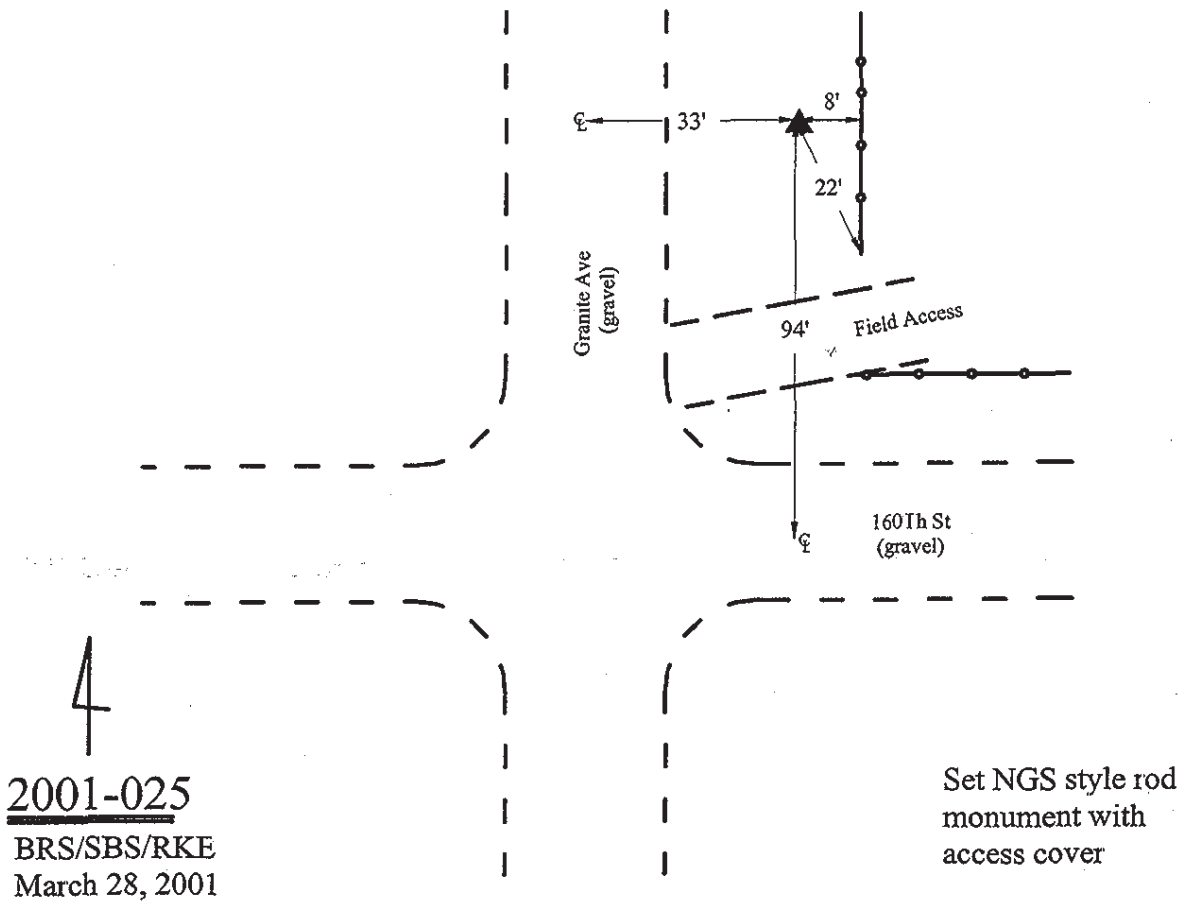 8'
℄
33'
22'
Granite Ave
(gravel)
94'
Field Access
160Th St
(gravel)
℄
2001-025
BRS/SBS/RKE
March 28, 2001
Set NGS style rod
monument with
access cover